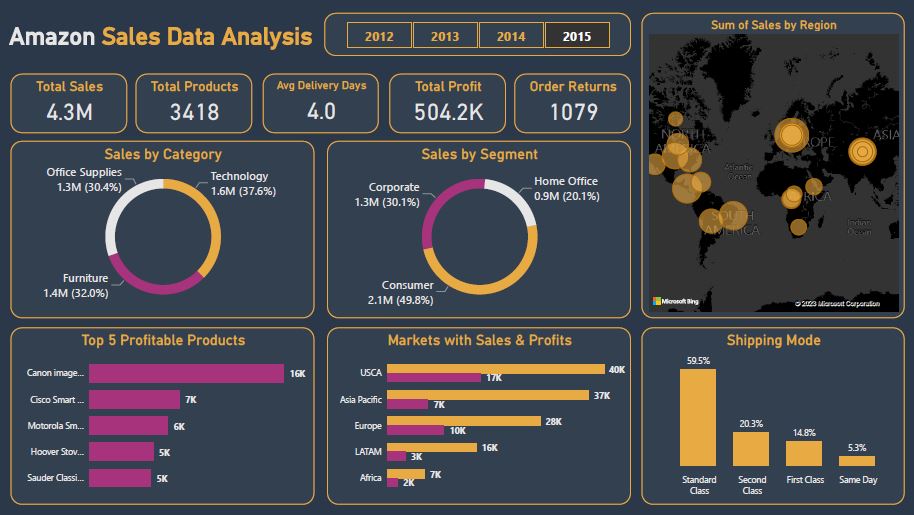 Amazon Sales Data Analysis
2012 2013 2014 2015
Total Sales
4.3M
Total Products
3418
Avg Delivery Days
4.0
Total Profit
504.2K
Order Returns
1079
Sum of Sales by Region
NORTH
AMERICA
Atlantic
Ocean
ASIA
SOUTH
AMERICA
Indian
Ocean
Microsoft Bing
© 2023 Microsoft Corporation
Sales by Category
Office Supplies
1.3M (30.4%)
Technology
1.6M (37.6%)
Furniture
1.4M (32.0%)
Sales by Segment
Corporate
1.3M (30.1%)
Home Office
0.9M (20.1%)
Consumer
2.1M (49.8%)
Top 5 Profitable Products
Canon image... 16K
Cisco Smart ... 7K
Motorola Sm... 6K
Hoover Stov... 5K
Sauder Classi... 5K
Markets with Sales & Profits
USCA 40K
17K
Asia Pacific 37K
7K
Europe 28K
10K
LATAM 16K
3K
Africa 7K
2K
Shipping Mode
59.5%
20.3%
14.8%
5.3%
Standard
Class
Second
Class
First Class
Same Day